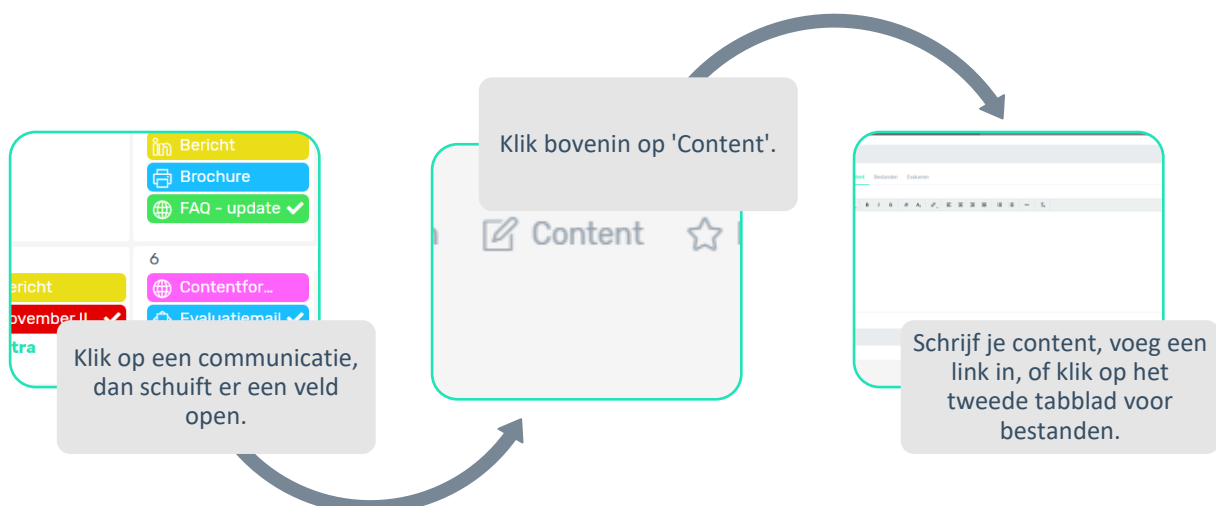 Bericht
Brochure
FAQ - update
6
ericht
Contentfor...
ovember II
Evaluatiemail
tra
Klik op een communicatie,
dan schuift er een veld
open.
Klik bovenin op 'Content'.
Content
Bestanden Evalueren
Schrijf je content, voeg een
link in, of klik op het
tweede tabblad voor
bestanden.